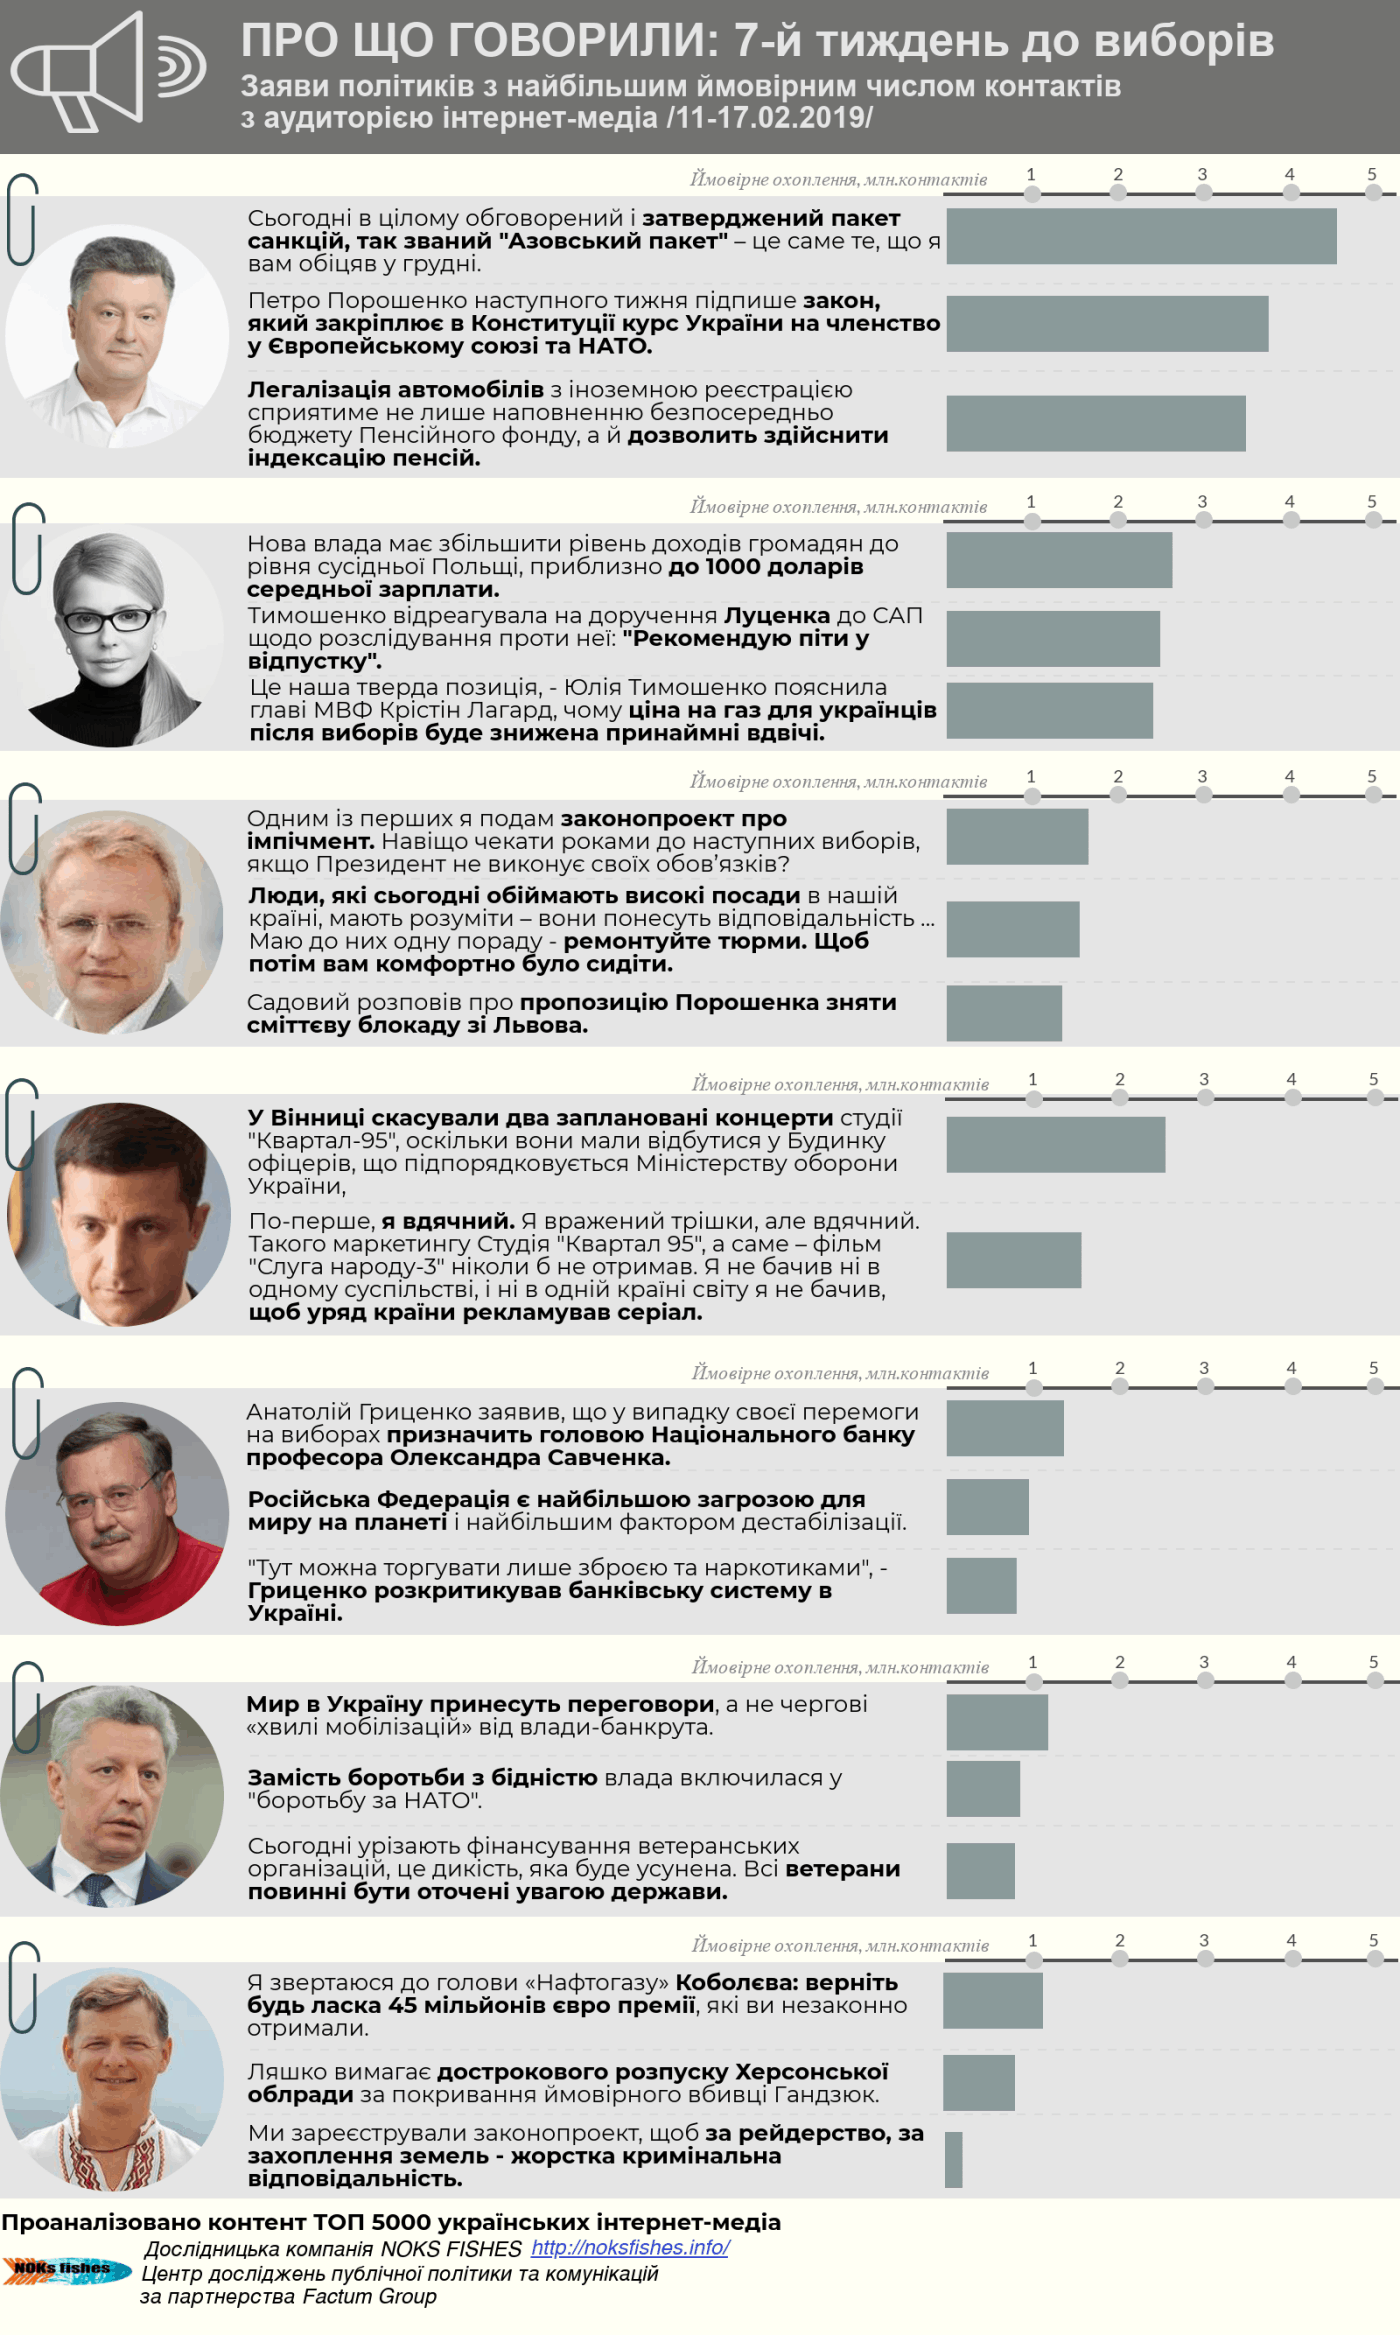 ПРО ЩО ГОВОРИЛИ: 7-й тиждень до виборів
Заяви політиків з найбільшим ймовірним числом контактів
з аудиторією інтернет-медіа /11-17.02.2019/
Ймовірне охоплення, млн.контактів 1 2 3 4 5
Сьогодні в цілому обговорений і затверджений пакет
санкцій, так званий "Азовський пакет" – це саме те, що я
вам обіцяв у грудні.
Петро Порошенко наступного тижня підпише закон,
який закріплює в Конституції курс України на членство
у Європейському союзі та НАТО.
Легалізація автомобілів з іноземною реєстрацією
сприятиме не лише наповненню безпосередньо
бюджету Пенсійного фонду, а й дозволить здійснити
індексацію пенсій.
Ймовірне охоплення, млн.контактів 1 2 3 4 5
Нова влада має збільшити рівень доходів громадян до
рівня сусідньої Польщі, приблизно до 1000 доларів
середньої зарплати.
Тимошенко відреагувала на доручення Луценка до САП
щодо розслідування проти неї: "Рекомендую піти у
відпустку".
Це наша тверда позиція, - Юлія Тимошенко пояснила
главі МВФ Крістін Лагард, чому ціна на газ для українців
після виборів буде знижена принаймні вдвічі.
Ймовірне охоплення, млн.контактів 1 2 3 4 5
Одним із перших я подам законопроект про
імпічмент. Навіщо чекати роками до наступних виборів,
якщо Президент не виконує своїх обов’язків?
Люди, які сьогодні обіймають високі посади в нашій
країні, мають розуміти – вони понесуть відповідальність ...
Маю до них одну пораду - ремонтуйте тюрми. Щоб
потім вам комфортно було сидіти.
Садовий розповів про пропозицію Порошенка зняти
сміттєву блокаду зі Львова.
Ймовірне охоплення, млн.контактів 1 2 3 4 5
У Вінниці скасували два заплановані концерти студії
"Квартал-95", оскільки вони мали відбутися у Будинку
офіцерів, що підпорядковується Міністерству оборони
України,
По-перше, я вдячний. Я вражений трішки, але вдячний.
Такого маркетингу Студія "Квартал 95", а саме – фільм
"Слуга народу-3" ніколи б не отримав. Я не бачив ні в
одному суспільстві, і ні в одній країні світу я не бачив,
щоб уряд країни рекламував серіал.
Ймовірне охоплення, млн.контактів 1 2 3 4 5
Анатолій Гриценко заявив, що у випадку своєї перемоги
на виборах призначить головою Національного банку
професора Олександра Савченка.
Російська Федерація є найбільшою загрозою для
миру на планеті і найбільшим фактором дестабілізації.
"Тут можна торгувати лише зброєю та наркотиками", -
Гриценко розкритикував банківську систему в
Україні.
Ймовірне охоплення, млн.контактів 1 2 3 4 5
Мир в Україну принесуть переговори, а не чергові
«хвилі мобілізацій» від влади-банкрута.
Замість боротьби з бідністю влада включилася у
"боротьбу за НАТО".
Сьогодні урізають фінансування ветеранських
організацій, це дикість, яка буде усунена. Всі ветерани
повинні бути оточені увагою держави.
Ймовірне охоплення, млн.контактів 1 2 3 4 5
Я звертаюся до голови «Нафтогазу» Коболєва: верніть
будь ласка 45 мільйонів євро премії, які ви незаконно
отримали.
Ляшко вимагає дострокового розпуску Херсонської
облради за покривання ймовірного вбивці Гандзюк.
Ми зареєстрували законопроект, щоб за рейдерство, за
захоплення земель - жорстка кримінальна
відповідальність.
Проаналізовано контент ТОП 5000 українських інтернет-медіа
Дослідницька компанія NOKS FISHES http://noksfishes.info/
NOKs fishes
Центр досліджень публічної політики та комунікацій
за партнерства Factum Group